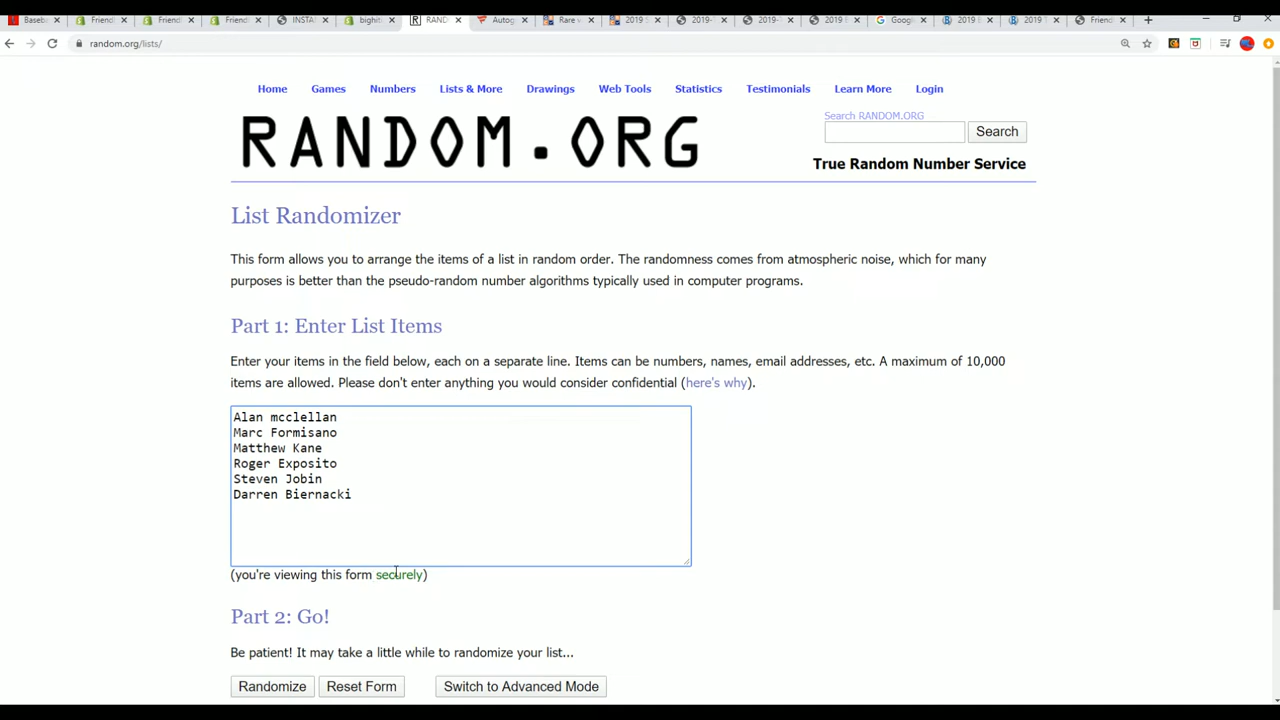 Baseb Friend Friend Friend INSTA bighit RAND Autog Rare w 2019 S 2019- 2019- 2019 F Google 2019 B 2019 T Friend
random.org/lists/
Home Games Numbers Lists & More Drawings Web Tools Statistics Testimonials Learn More Login
Search RANDOM.ORG
RANDOM.ORG
Search
True Random Number Service
List Randomizer
This form allows you to arrange the items of a list in random order. The randomness comes from atmospheric noise, which for many
purposes is better than the pseudo-random number algorithms typically used in computer programs.
Part 1: Enter List Items
Enter your items in the field below, each on a separate line. Items can be numbers, names, email addresses, etc. A maximum of 10,000
items are allowed. Please don't enter anything you would consider confidential (here's why).
Alan mcclellan
Marc Formisano
Matthew Kane
Roger Exposito
Steven Jobin
Darren Biernacki
(you're viewing this form securely)
Part 2: Go!
Be patient! It may take a little while to randomize your list...
Randomize Reset Form Switch to Advanced Mode